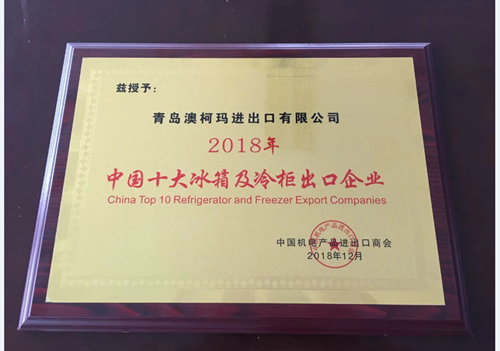 兹授予：
青岛澳柯玛进出口有限公司
2018年
中国十大冰箱及冷柜出口企业
China Top 10 Refrigerator and Freezer Export Companies
中国机电产品进出口商会
2018年12月